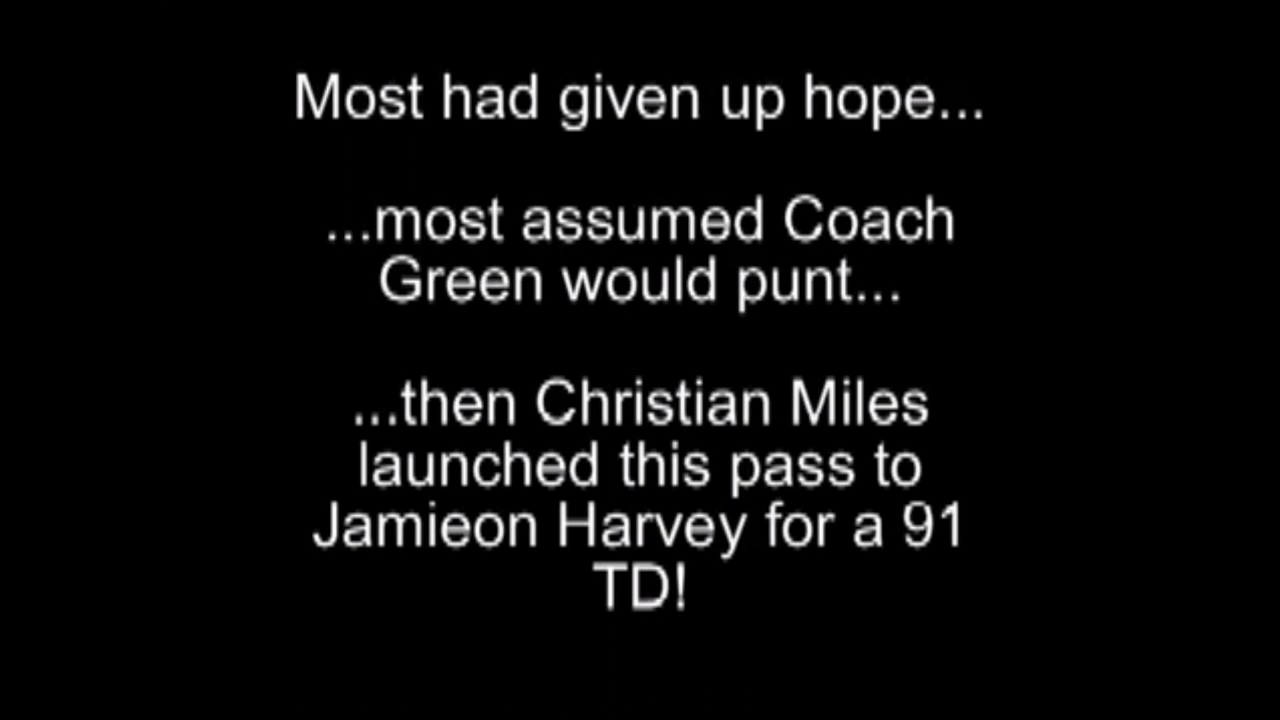 Most had given up hope...
...most assumed Coach
Green would punt...
...then Christian Miles
launched this pass to
Jamieon Harvey for a 91
TD!